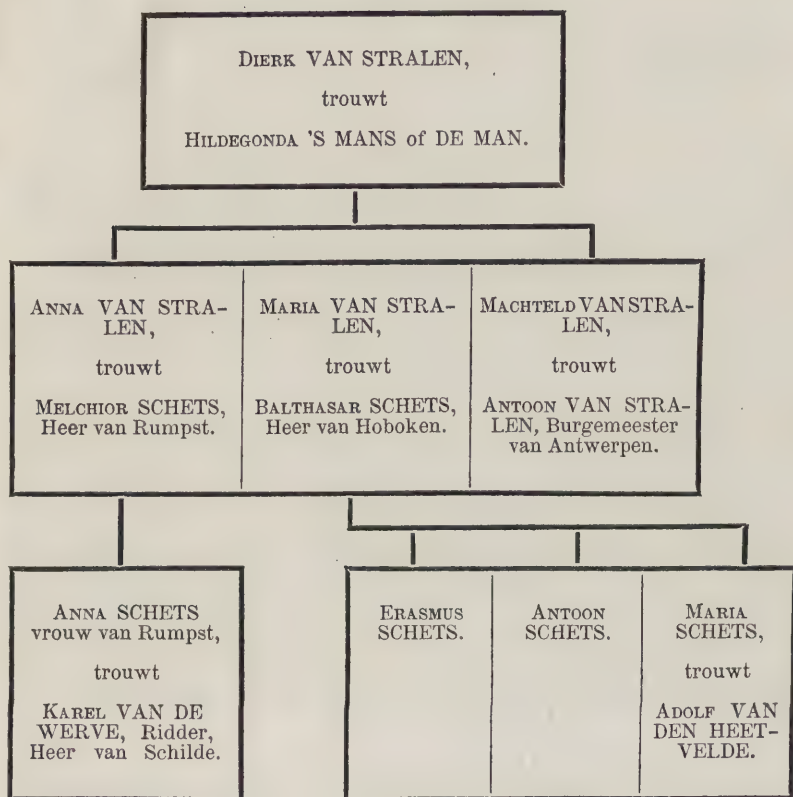 DIERK VAN STRALEN,
trouwt
HILDEGONDA 'S MANS of DE MAN.
ANNA VAN STRA-
LEN,
trouwt
MELCHIOR SCHETS,
Heer van Rumpst.
MARIA VAN STRA-
LEN,
trouwt
BALTHASAR SCHETS,
Heer van Hoboken.
MACHTELD VAN STRA-
LEN,
trouwt
ANTOON VAN STRA-
LEN, Burgemeester
van Antwerpen.
ANNA SCHETS
vrouw van Rumpst,
trouwt
KAREL VAN DE
WERVE, Ridder,
Heer van Schilde.
ERASMUS
SCHETS.
ANTOON
SCHETS.
MARIA
SCHETS,
trouwt
ADOLF VAN
DEN HEET-
VELDE.